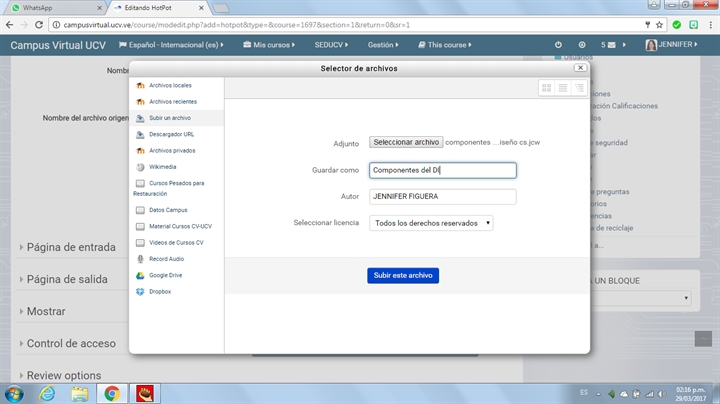 WhatsApp
Editando HotPot
campusvirtual.ucv.ve/course/modedit.php?add=hotpot&type=&course=1697&section=1&return=0&sr=1
Campus Virtual UCV
Español - Internacional (es)
Mis cursos
SEDUCV
Gestión
This course
5
JENNIFER
Usuarios
Nomb
Selector de archivos
Archivos locales
Archivos recientes
Subir un archivo
Descargador URL
Archivos privados
Wikimedia
Cursos Pesados para
Restauración
Datos Campus
Material Cursos CV-UCV
Videos de Cursos CV
Record Audio
Google Drive
Dropbox
Adjunto
Seleccionar archivo
componentes ...iseño cs.jcw
Guardar como
Componentes del DI
Autor
JENNIFER FIGUERA
Seleccionar licencia
Todos los derechos reservados
Subir este archivo
Nombre del archivo origen
Página de entrada
Página de salida
Mostrar
Control de acceso
Review options
iones
ración Calificaciones
os
e seguridad
r
e preguntas
rios
encias
a de reciclaje
l a...
A UN BLOQUE
ES
02:16 p.m.
29/03/2017